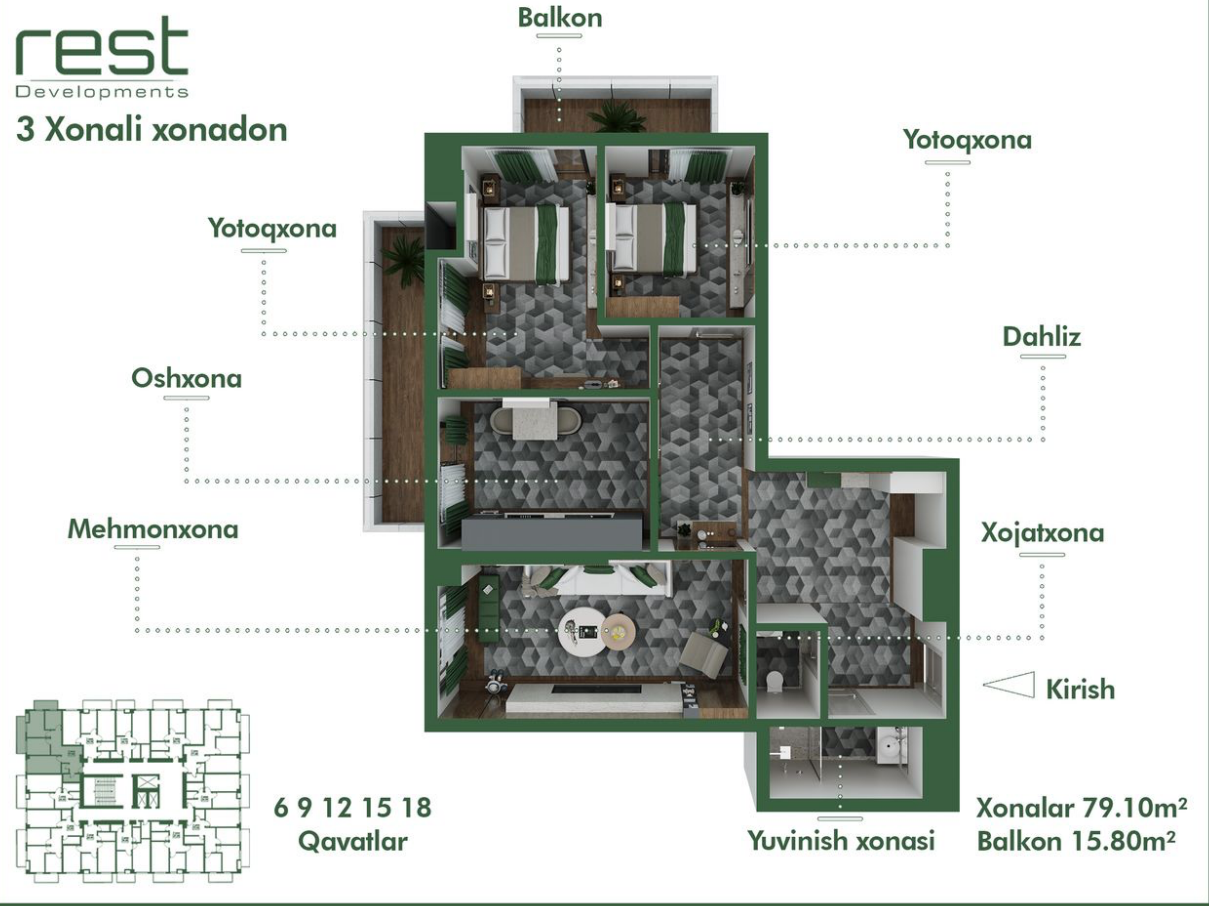 rest
Developments
3 Xonali xonadon
Balkon
Yotoqxona
Yotoqxona
Dahliz
Oshxona
Mehmonxona
Xojatxona
Kirish
6 9 12 15 18
Qavatlar
Yuvinish xonasi
Xonalar 79.10m²
Balkon 15.80m²